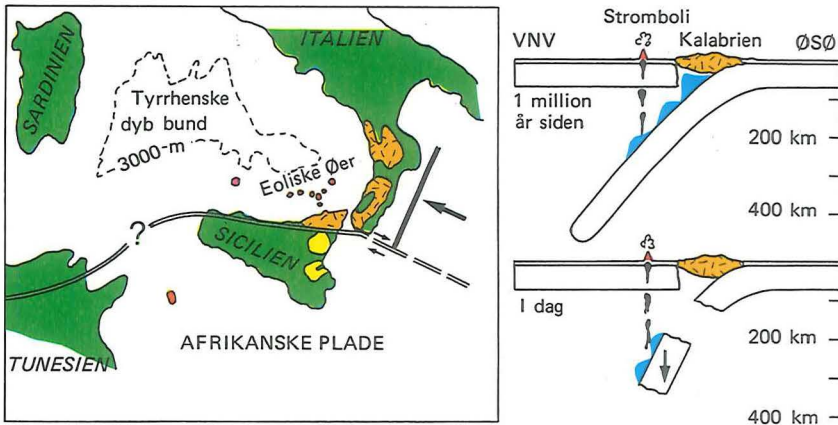 SARDINIEN
ITALIEN
Tyrrhenske
dyb bund
3000-m
Eoliske Øer
?
SICILIEN
AFRIKANSKE PLADE
TUNESIEN
Stromboli
VNV
Kalabrien
ØSØ
1 million
år siden
200 km
400 km
I dag
200 km
400 km